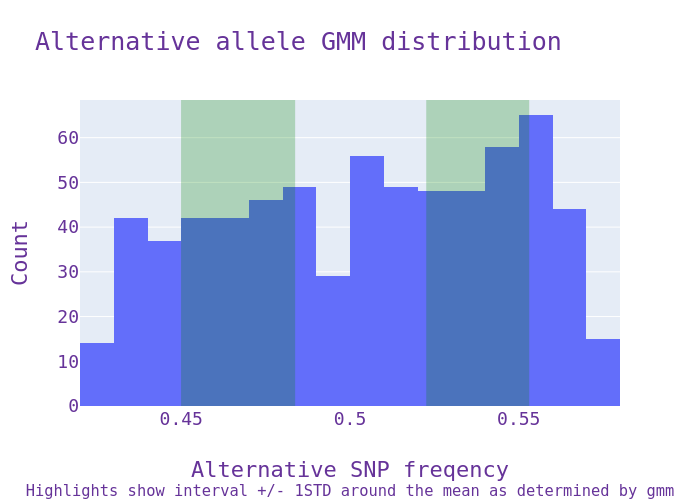 Alternative allele GMM distribution
60
50
40
30
20
10
0
Count
0.45 0.5 0.55
Alternative SNP freqency
Highlights show interval +/- 1STD around the mean as determined by gmm